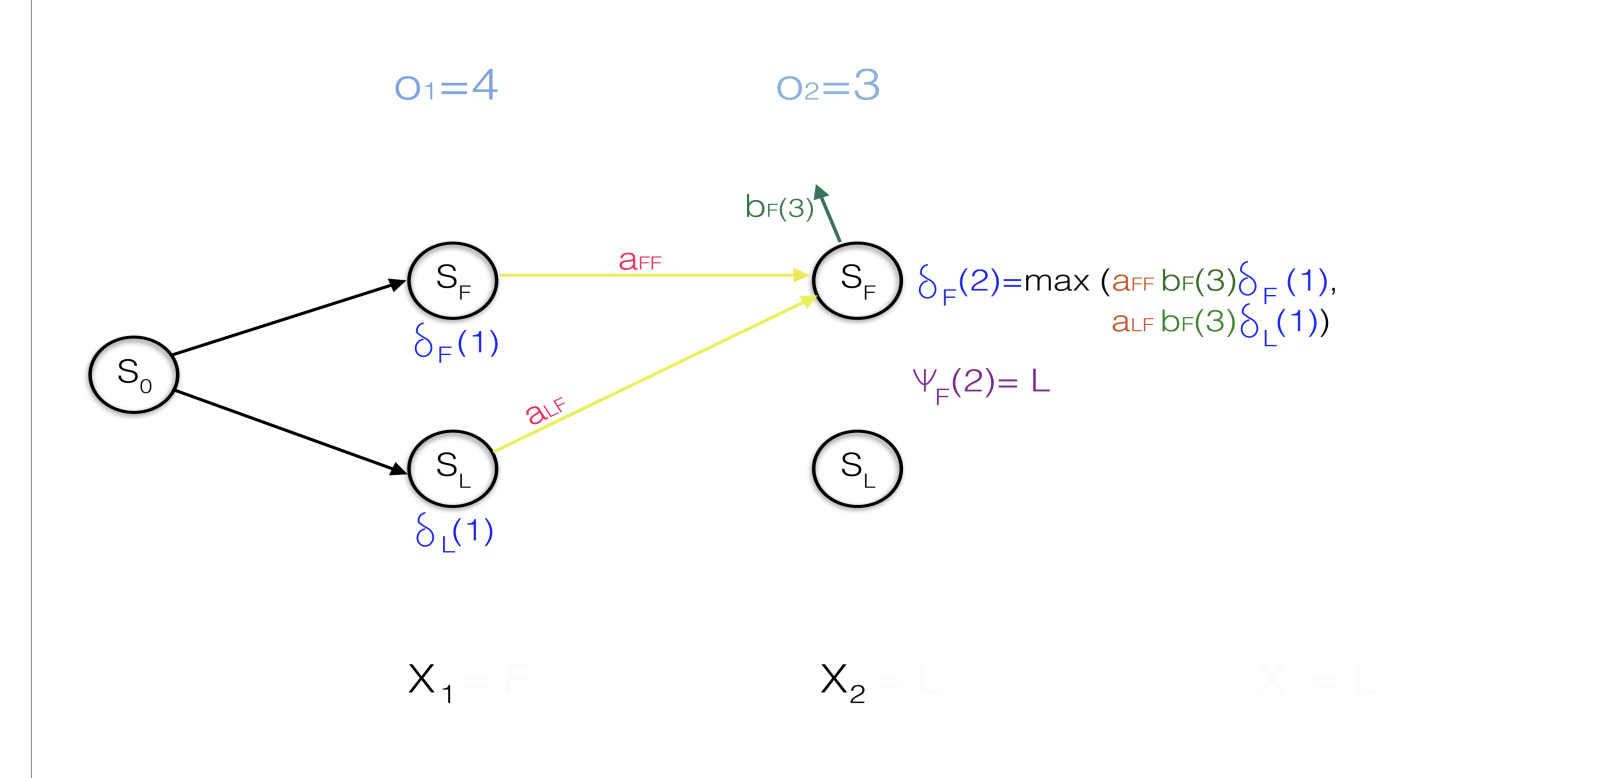 o1=4
o2=3
bF(3)
aFF
SF
SF
δF(2)=max (aFF bF(3)δF(1),
aLF bF(3)δL(1))
δF(1)
S0
ΨF(2)= L
aLF
SL
SL
δL(1)
X1 = F
X2 = L
X = L